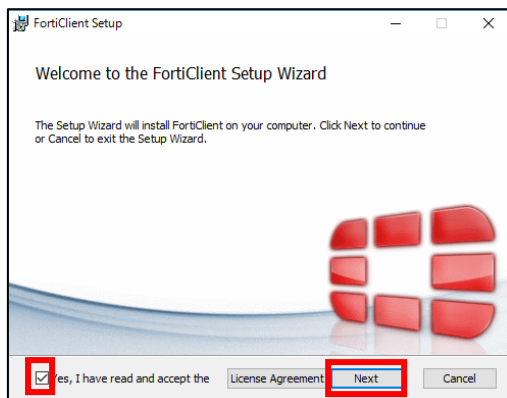 FortiClient Setup
Welcome to the FortiClient Setup Wizard
The Setup Wizard will install FortiClient on your computer. Click Next to continue
or Cancel to exit the Setup Wizard.
Yes, I have read and accept the License Agreement Next Cancel